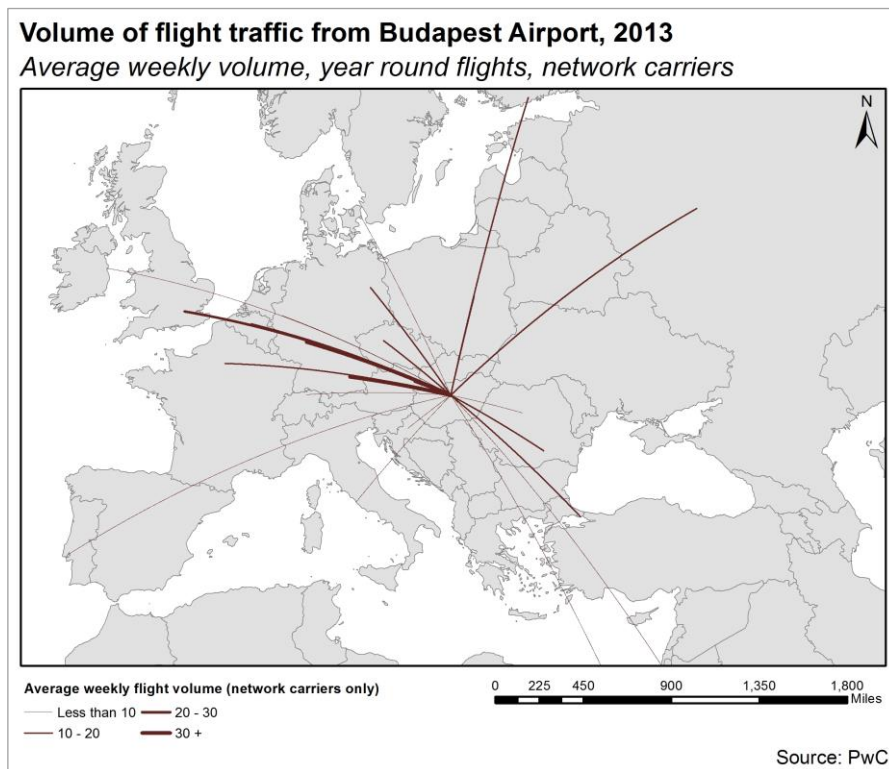 Volume of flight traffic from Budapest Airport, 2013
Average weekly volume, year round flights, network carriers
N
Average weekly flight volume (network carriers only)
Less than 10 20 - 30
10 - 20 30 +
0 225 450 900 1,350 1,800
Miles
Source: PwC